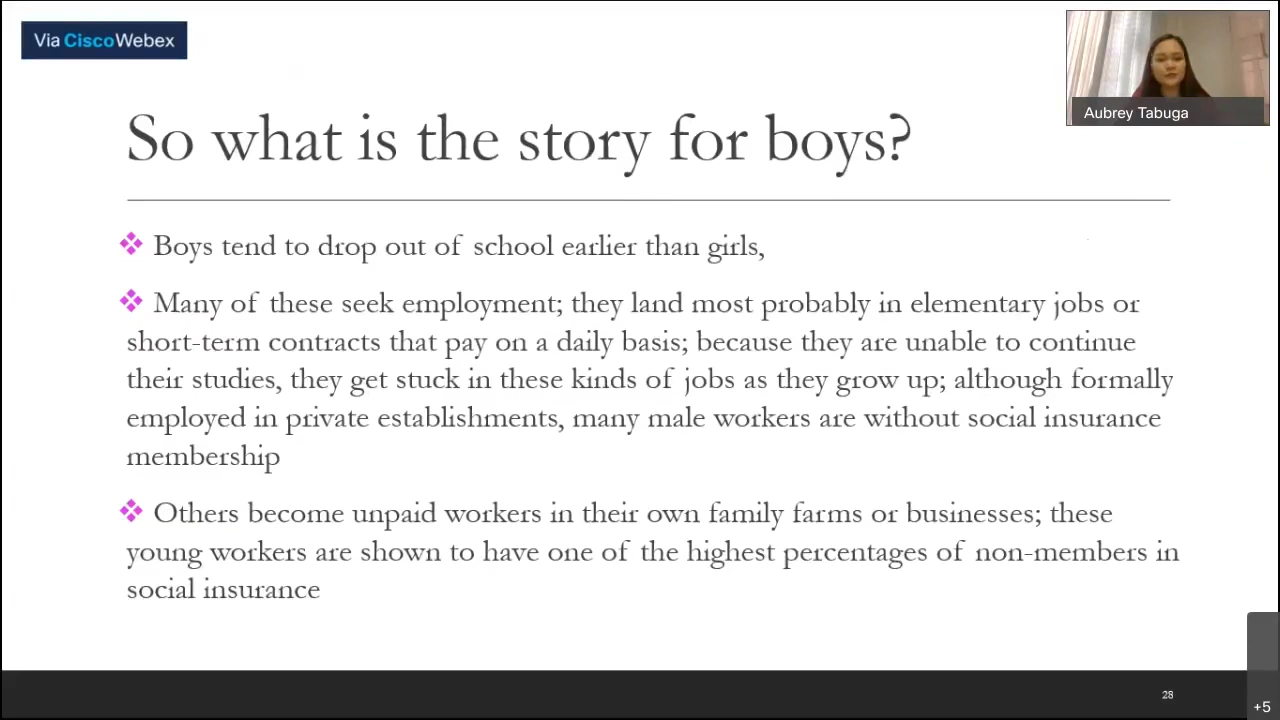 Via CiscoWebex
Aubrey Tabuga
So what is the story for boys?
Boys tend to drop out of school earlier than girls,
Many of these seek employment; they land most probably in elementary jobs or
short-term contracts that pay on a daily basis; because they are unable to continue
their studies, they get stuck in these kinds of jobs as they grow up; although formally
employed in private establishments, many male workers are without social insurance
membership
Others become unpaid workers in their own family farms or businesses; these
young workers are shown to have one of the highest percentages of non-members in
social insurance
28
+5